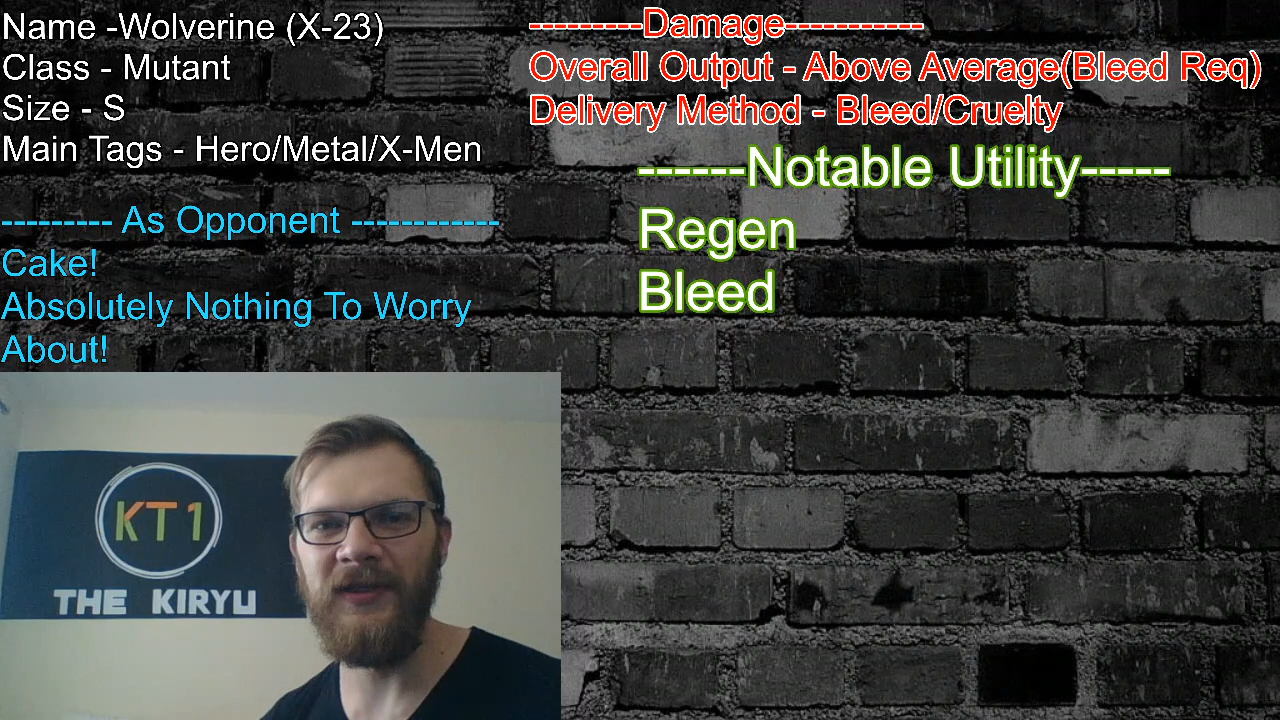 Name -Wolverine (X-23)
Class - Mutant
Size - S
Main Tags - Hero/Metal/X-Men
--------- As Opponent ------------
Cake!
Absolutely Nothing To Worry
About!
---------Damage-----------
Overall Output - Above Average(Bleed Req)
Delivery Method - Bleed/Cruelty
------Notable Utility-----
Regen
Bleed
KT1
THE KIRYU